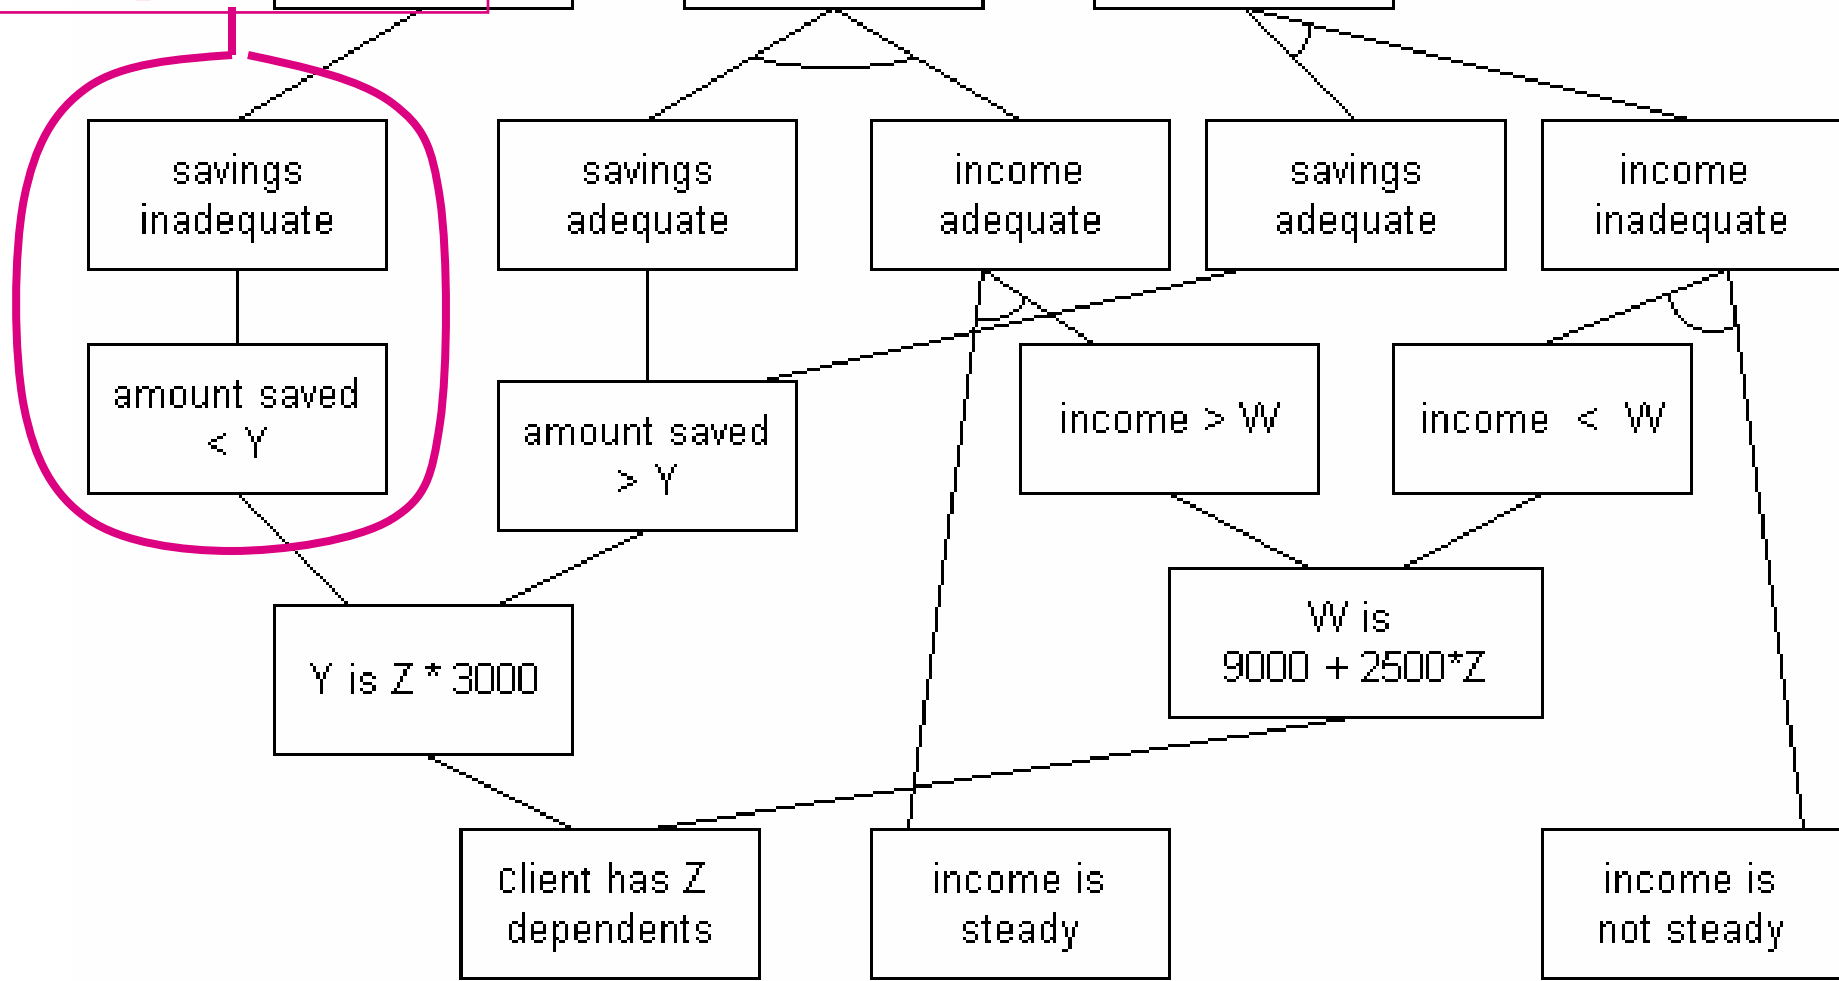 savings
inadequate
savings
adequate
income
adequate
savings
adequate
income
inadequate
amount saved
< Y
amount saved
> Y
income > W
income < W
Y is Z * 3000
W is
9000 + 2500*Z
client has Z
dependents
income is
steady
income is
not steady